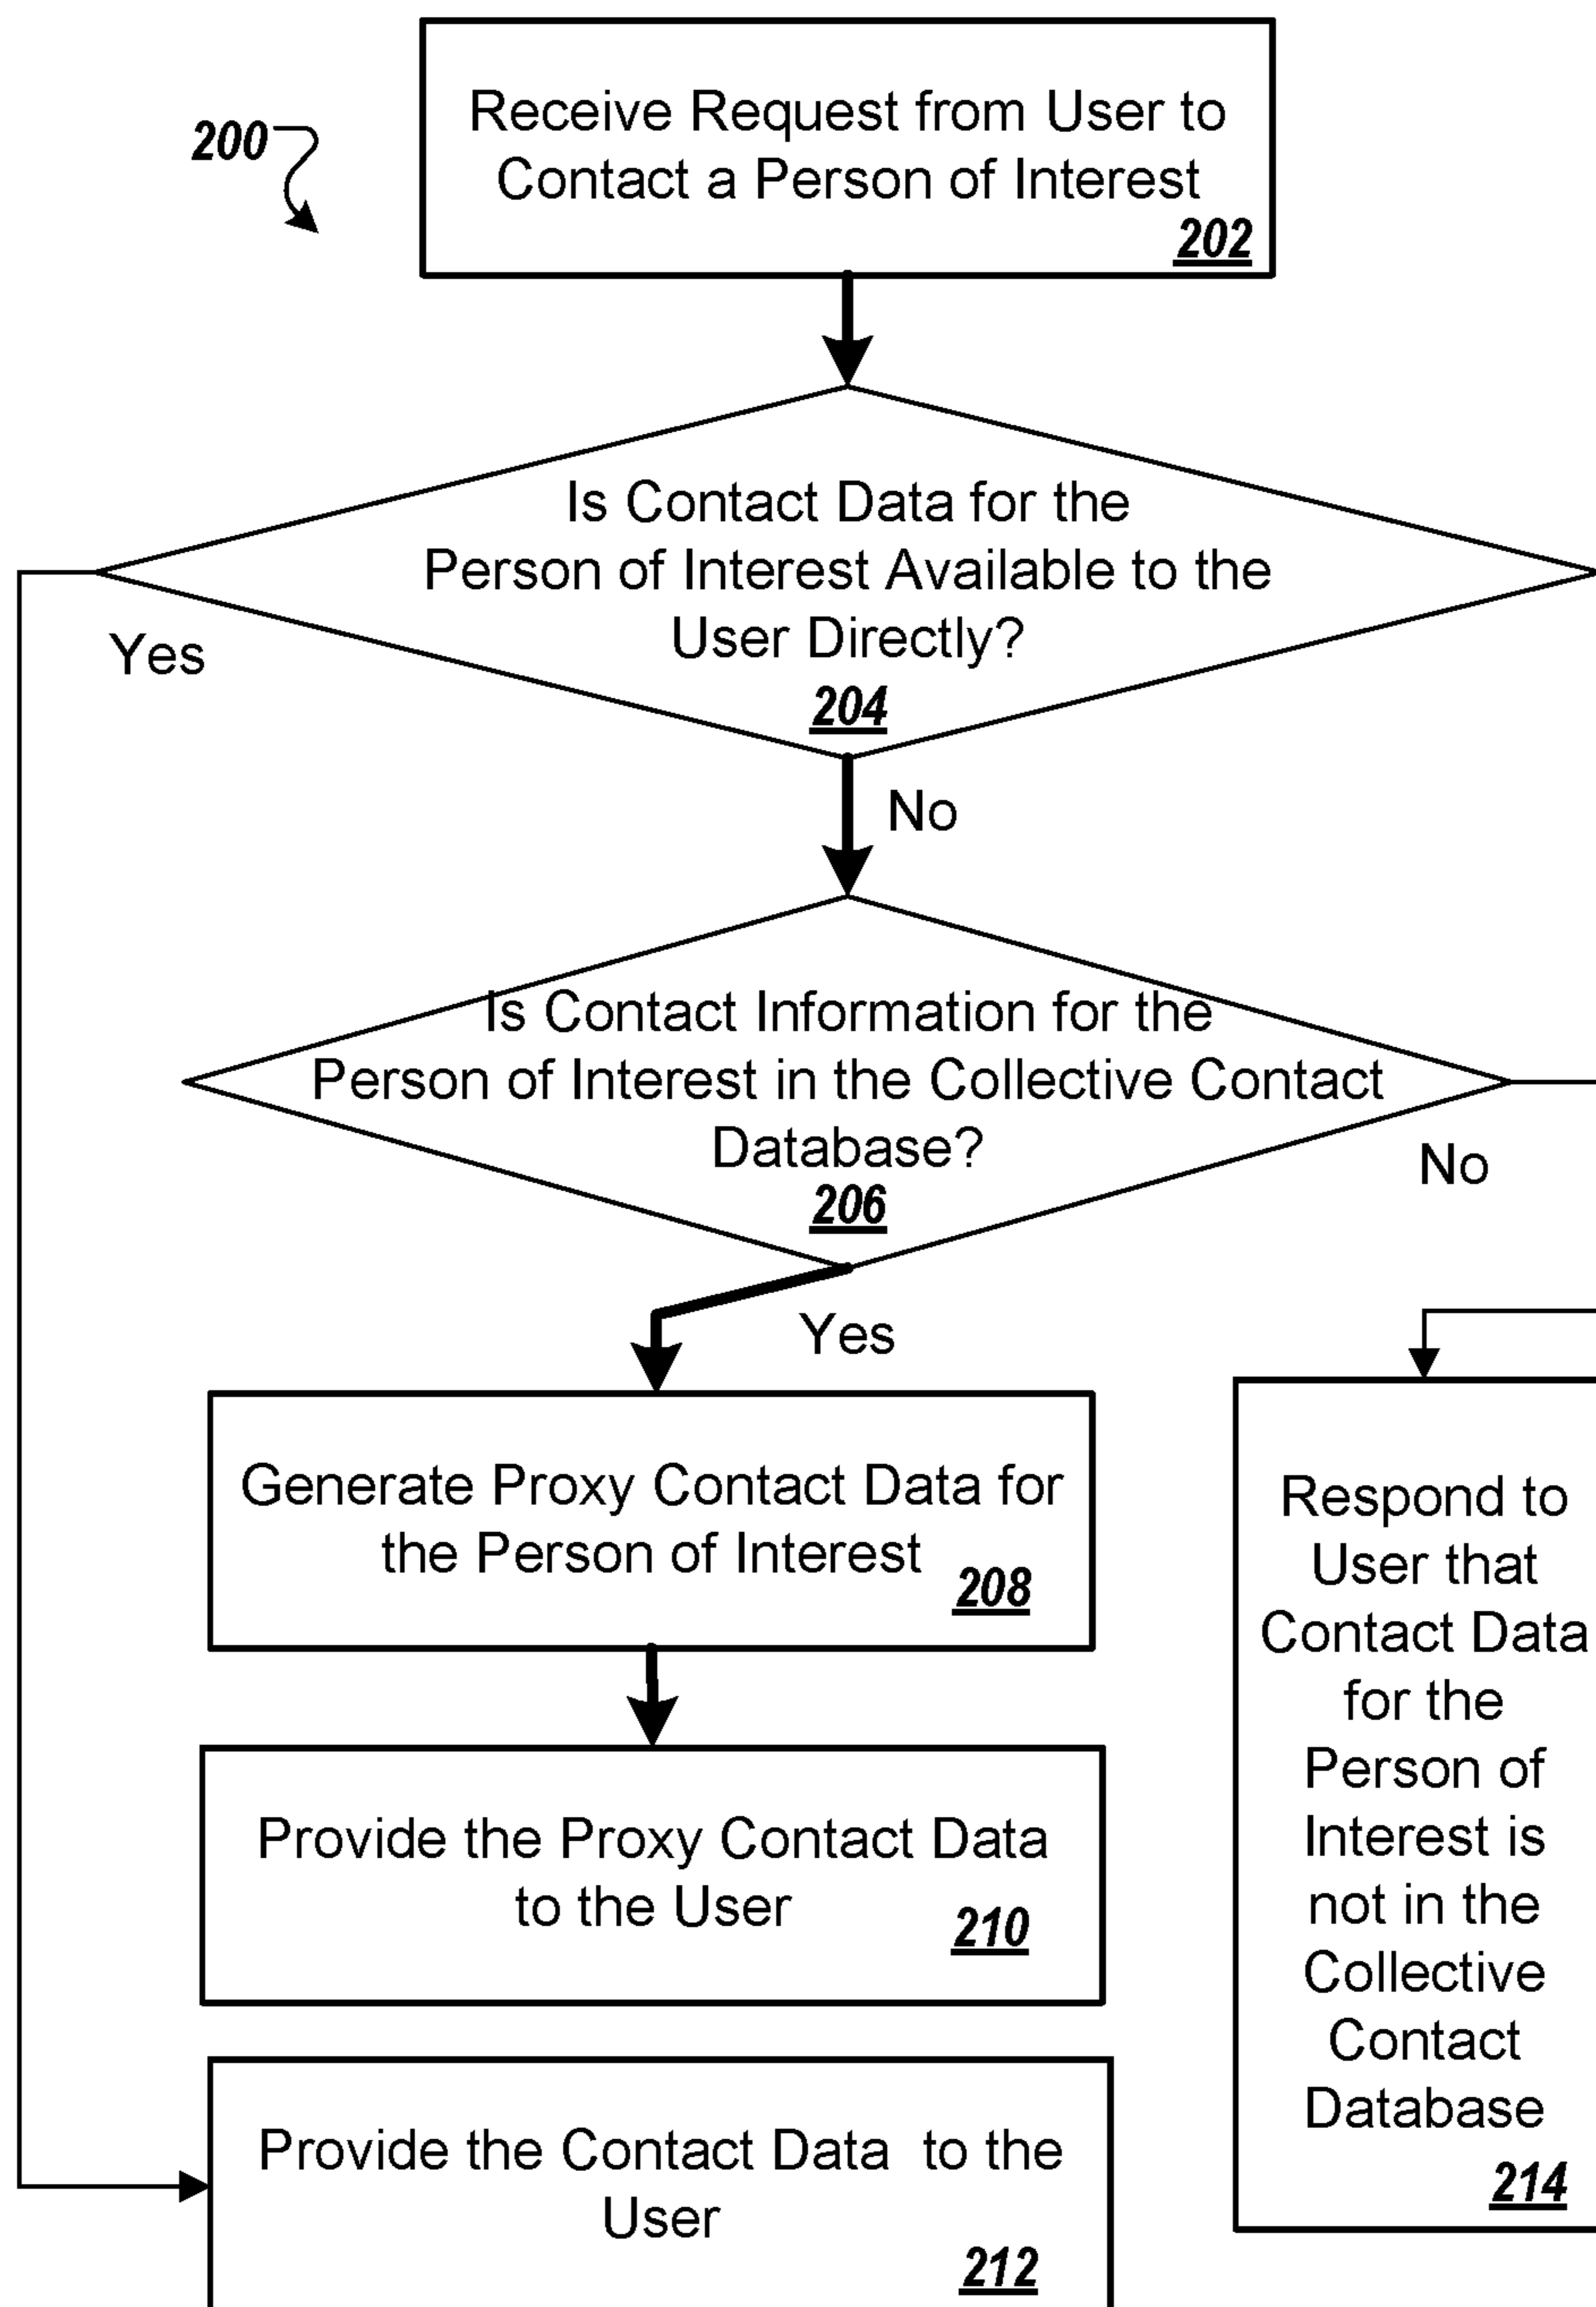 200
Receive Request from User to
Contact a Person of Interest
202
Is Contact Data for the
Person of Interest Available to the
User Directly?
204
Yes
No
Is Contact Information for the
Person of Interest in the Collective Contact
Database?
206
No
Yes
Generate Proxy Contact Data for
the Person of Interest
208
Provide the Proxy Contact Data
to the User
210
Provide the Contact Data to the
User
212
Respond to
User that
Contact Data
for the
Person of
Interest is
not in the
Collective
Contact
Database
214